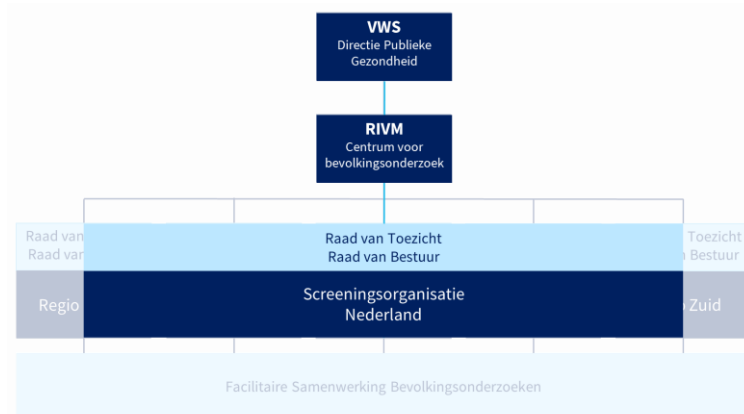 VWS
Directie Publieke
Gezondheid
RIVM
Centrum voor
bevolkingsonderzoek
Raad van
Raad van Toezicht
Toezicht
Raad van
Raad van Bestuur
Bestuur
Regio
Screeningsorganisatie
Nederland
Zuid
Facilitaire Samenwerking Bevolkingsonderzoeken